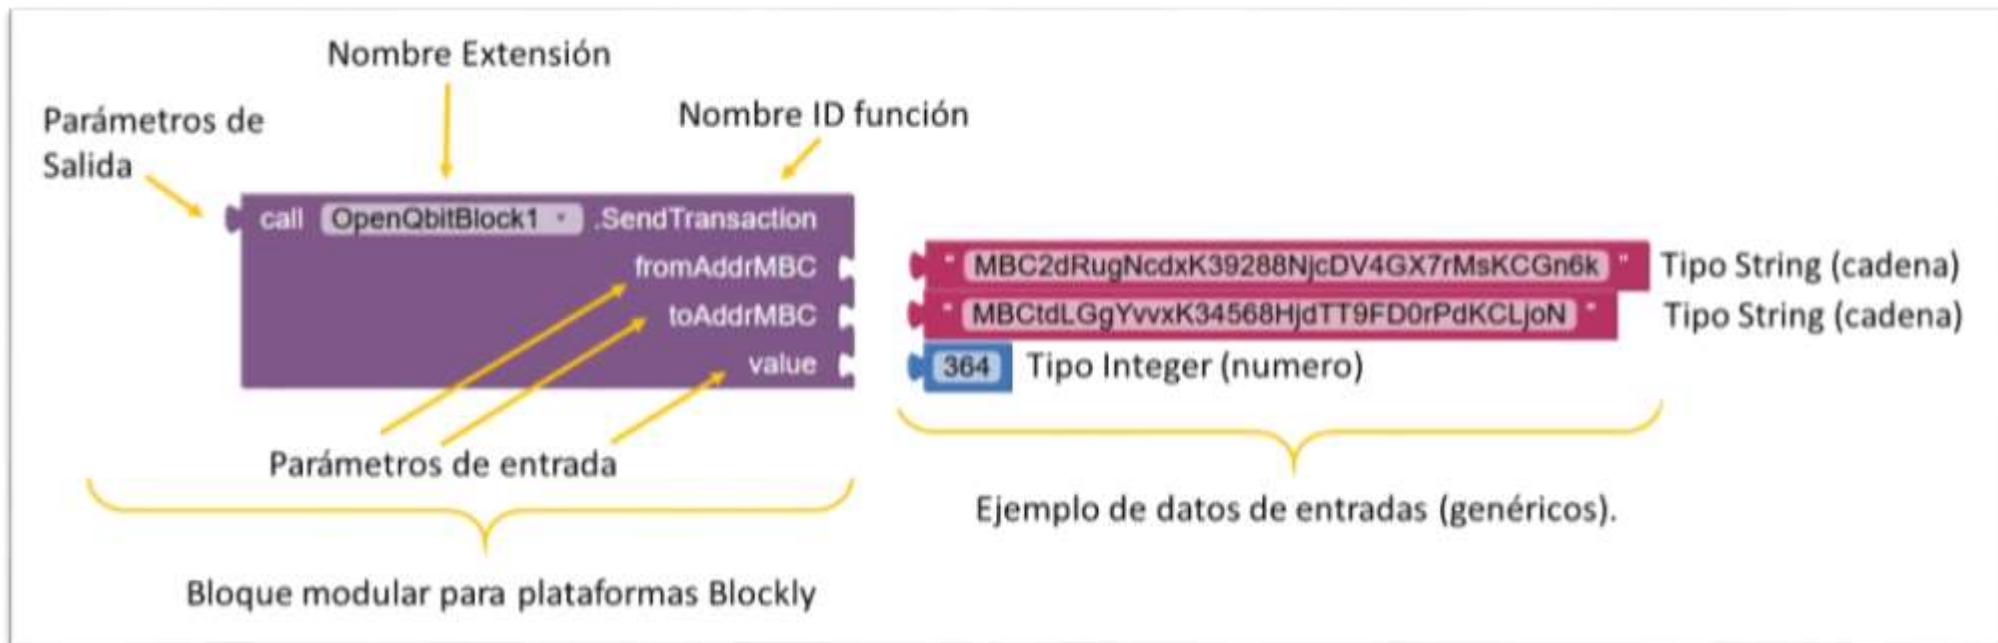 Nombre Extensión
Nombre ID función
Parámetros de
Salida
call OpenQbitBlock1 .SendTransaction
fromAddrMBC
" MBC2dRugNcdxK39288NjcDV4GX7rMsKCGn6k "
Tipo String (cadena)
toAddrMBC
" MBCtdLGgYvvxK34568HjdTT9FD0rPdKCLjoN "
Tipo String (cadena)
value
364
Tipo Integer (numero)
Parámetros de entrada
Ejemplo de datos de entradas (genéricos).
Bloque modular para plataformas Blockly